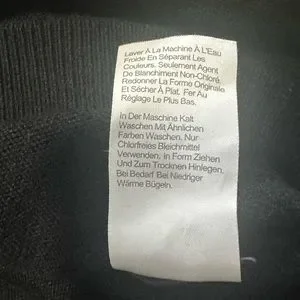 Laver À La Machine À L'Eau
Froide En Séparant Les
Couleurs. Seulement Agent
De Blanchiment Non-Chloré.
Redonner La Forme Originale
Et Sécher À Plat. Fer Au
Réglage Le Plus Bas.
In Der Maschine Kalt
Waschen Mit Ähnlichen
Farben Waschen. Nur
Chlorfreies Bleichmittel
Verwenden. In Form Ziehen
Und Zum Trocknen Hinlegen.
Bei Bedarf Bei Niedriger
Wärme Bügeln.